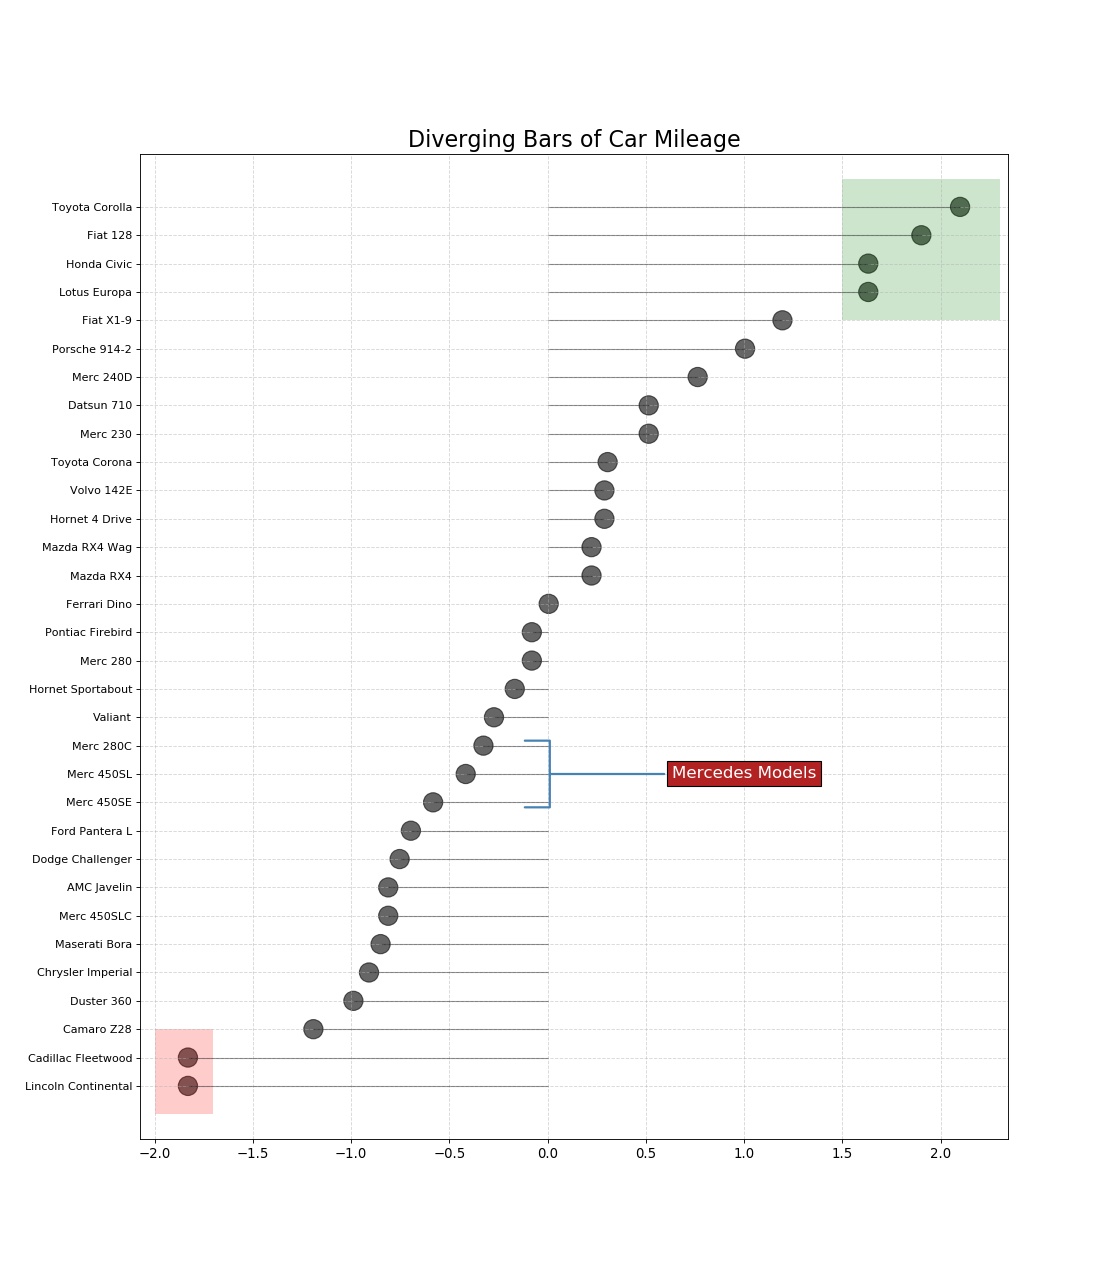 Diverging Bars of Car Mileage
Toyota Corolla
Fiat 128
Honda Civic
Lotus Europa
Fiat X1-9
Porsche 914-2
Merc 240D
Datsun 710
Merc 230
Toyota Corona
Volvo 142E
Hornet 4 Drive
Mazda RX4 Wag
Mazda RX4
Ferrari Dino
Pontiac Firebird
Merc 280
Hornet Sportabout
Valiant
Merc 280C
Merc 450SL
Mercedes Models
Merc 450SE
Ford Pantera L
Dodge Challenger
AMC Javelin
Merc 450SLC
Maserati Bora
Chrysler Imperial
Duster 360
Camaro Z28
Cadillac Fleetwood
Lincoln Continental
−2.0 −1.5 −1.0 −0.5 0.0 0.5 1.0 1.5 2.0